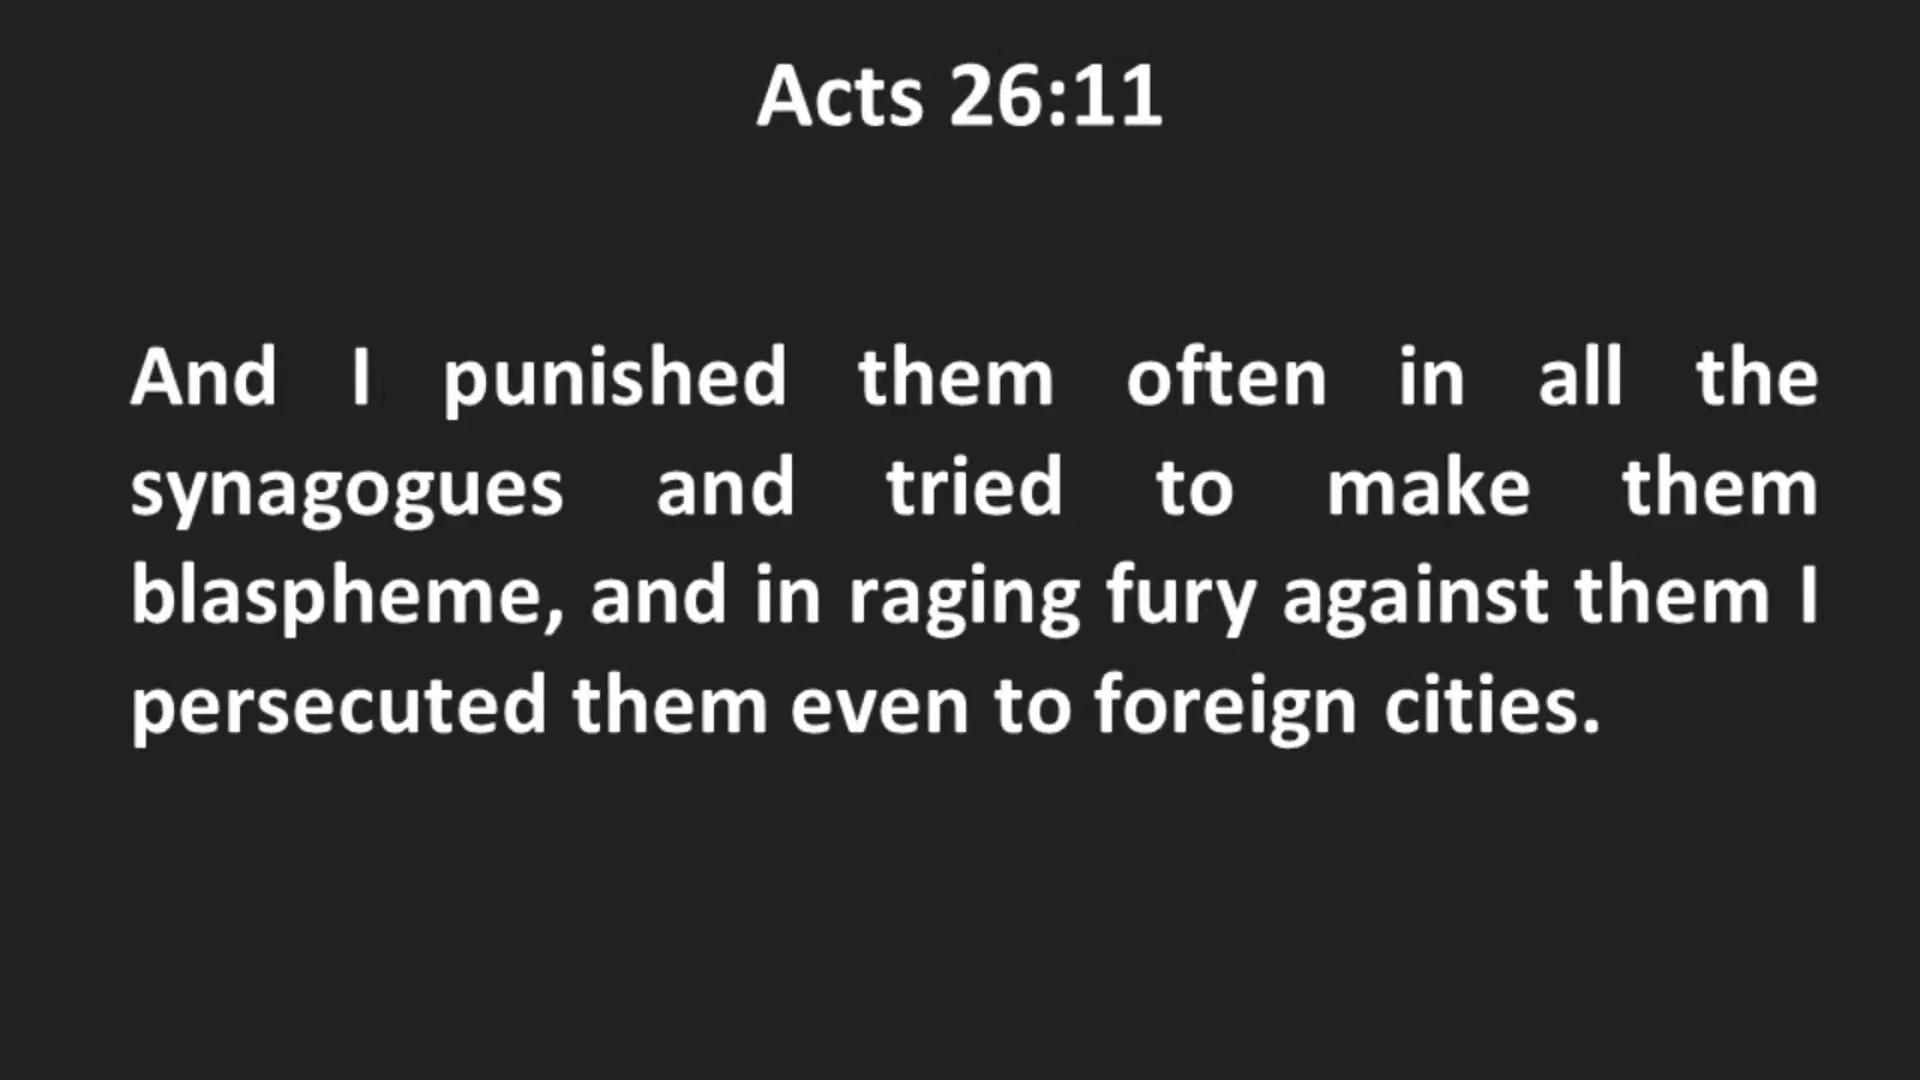 Acts 26:11
And I punished them often in all the
synagogues and tried to make them
blaspheme, and in raging fury against them I
persecuted them even to foreign cities.